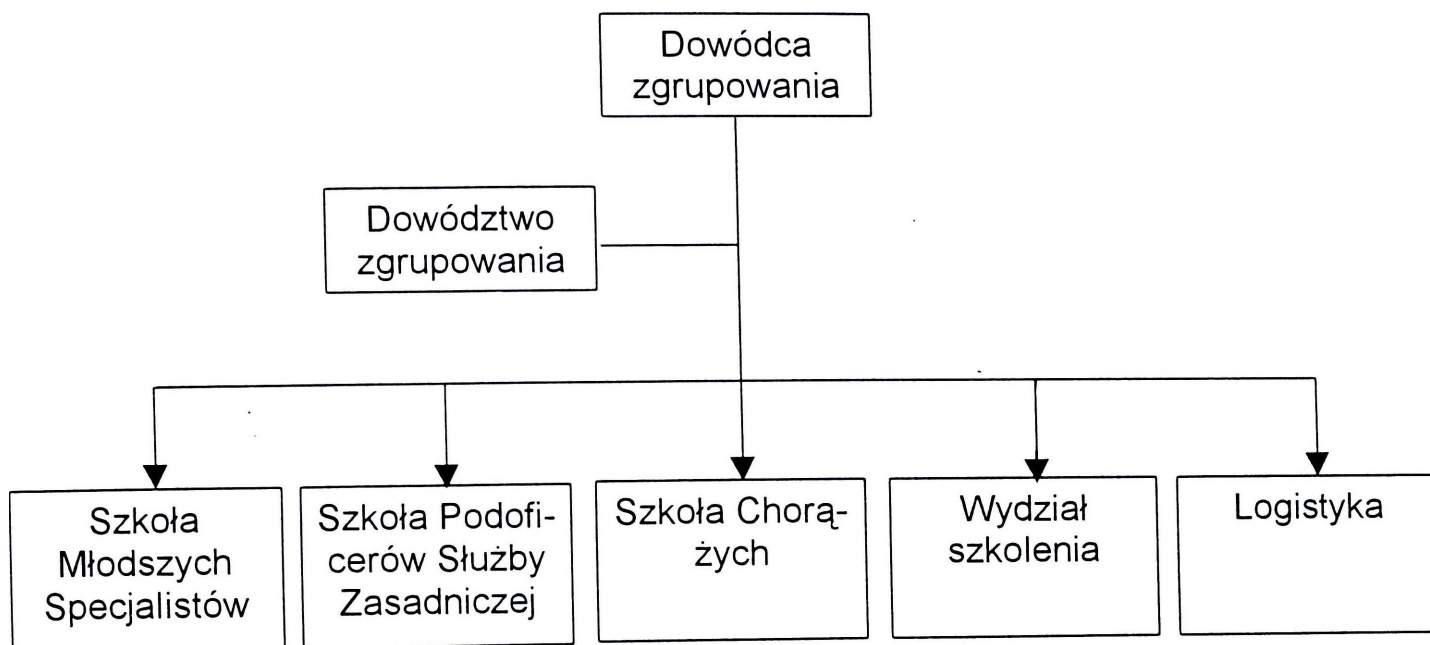 Dowódca
zgrupowania
Dowództwo
zgrupowania
Szkoła
Młodszych
Specjalistów
Szkoła Podofi-
cerów Służby
Zasadniczej
Szkoła Chorą-
żych
Wydział
szkolenia
Logistyka